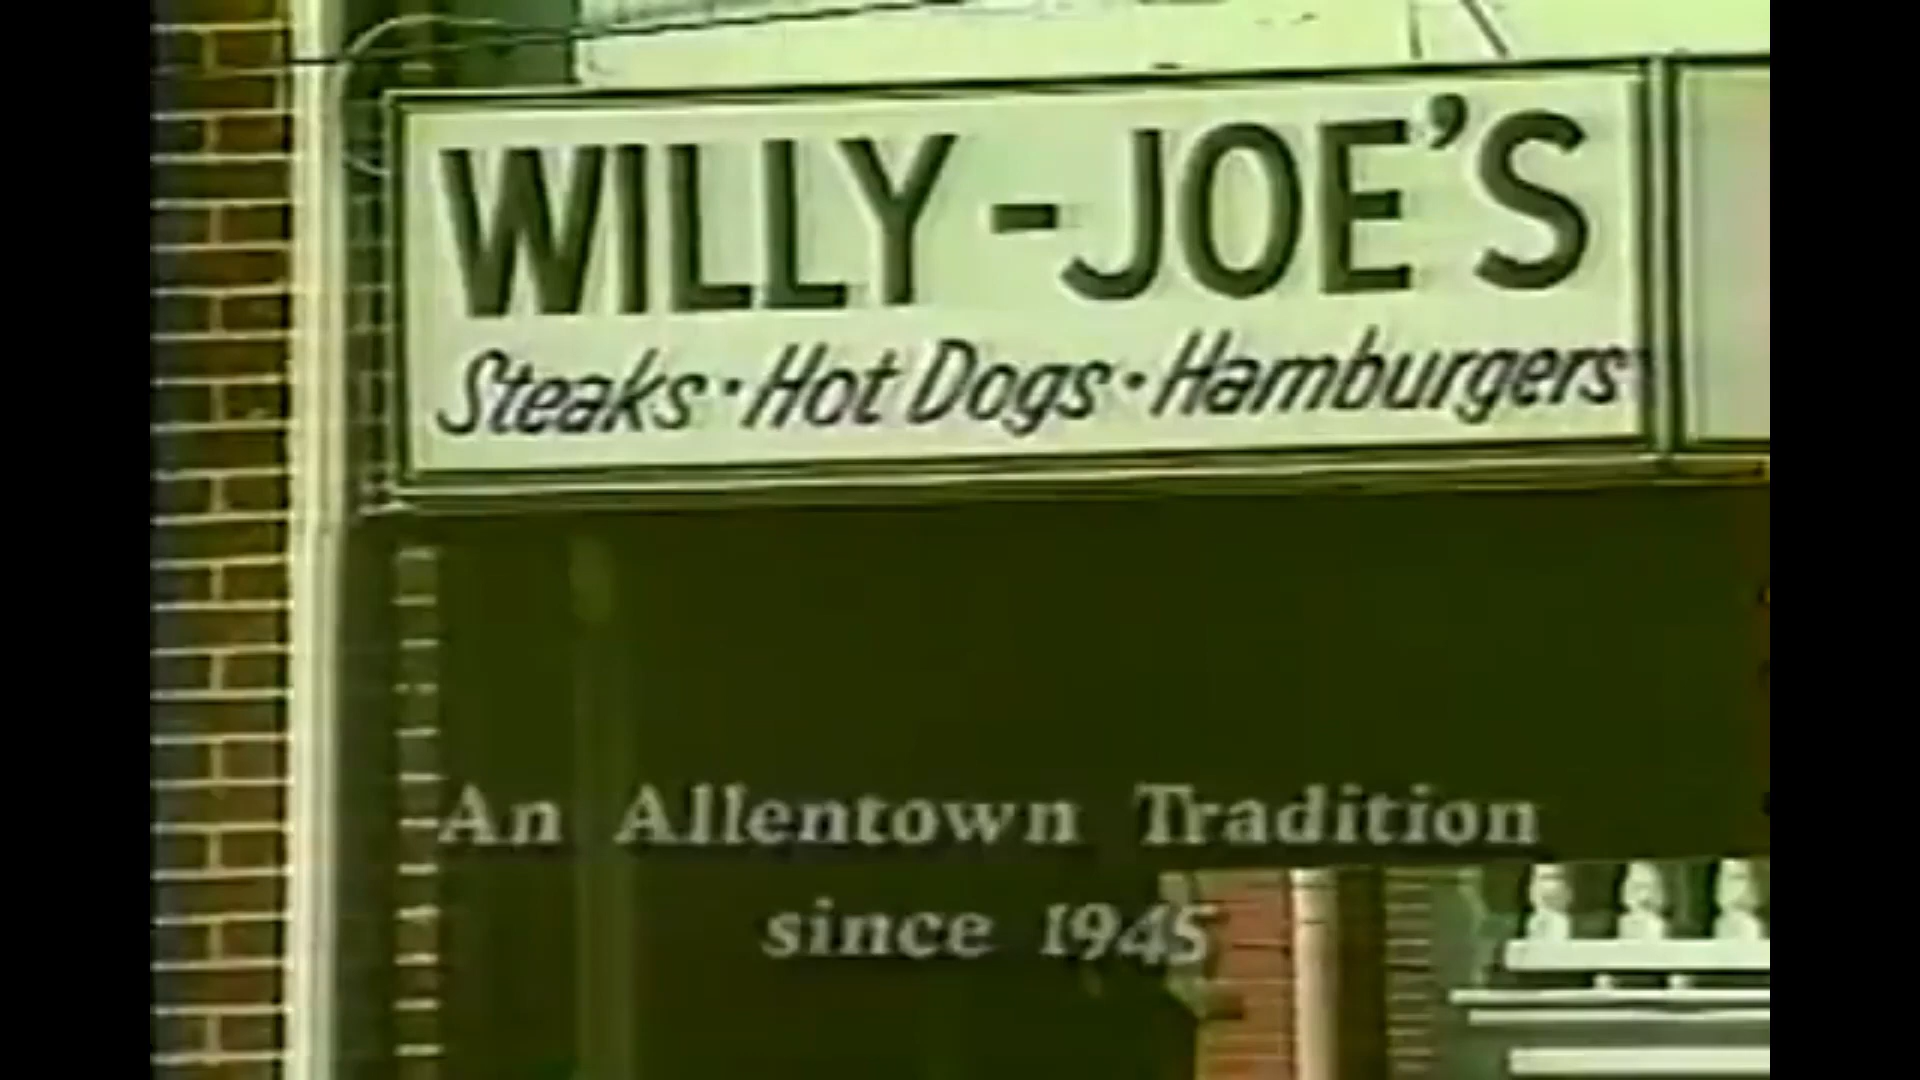 WILLY-JOE'S
Steaks · Hot Dogs · Hamburgers
An Allentown Tradition
since 1945